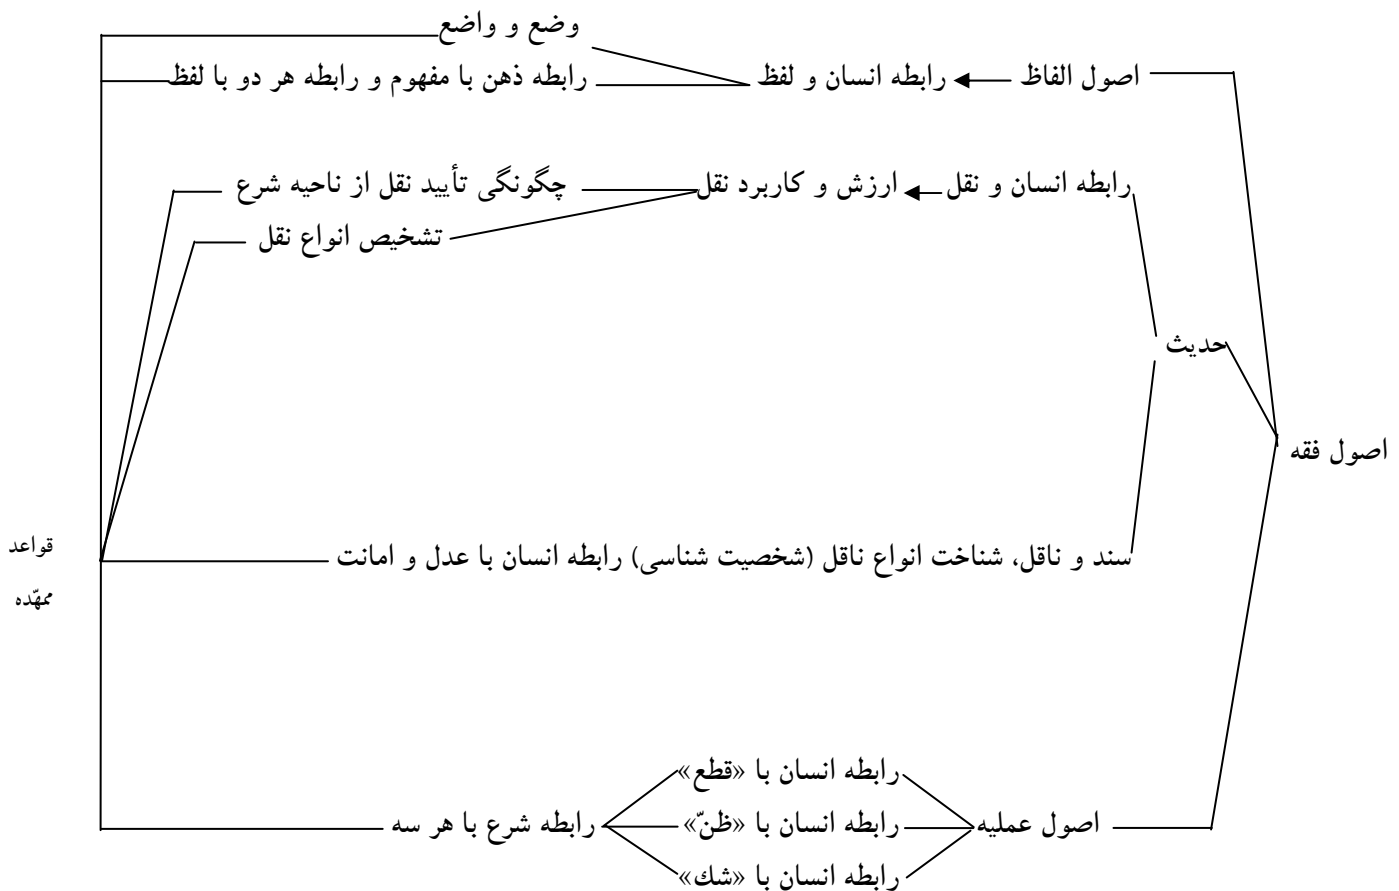 وضع و واضع
اصول الفاظ رابطه انسان و لفظ رابطه ذهن با مفهوم و رابطه هر دو با لفظ
رابطه انسان و نقل ارزش و کاربرد نقل چگونگی تأیید نقل از ناحیه شرع
تشخیص انواع نقل
حدیث
اصول فقه
سند و ناقل، شناخت انواع ناقل (شخصیت شناسی) رابطه انسان با عدل و امانت
قواعد
ممهّده
رابطه انسان با «قطع»
اصول عملیه رابطه انسان با «ظنّ» رابطه شرع با هر سه
رابطه انسان با «شك»